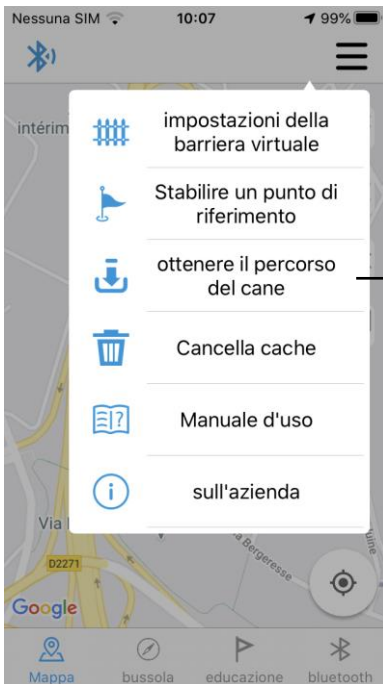 Nessuna SIM 10:07 99%
intérim
impostazioni della
barriera virtuale
Stabilire un punto di
riferimento
ottenere il percorso
del cane
Cancella cache
Manuale d'uso
sull'azienda
Via
Bergeresse
D2271
Google
Mappa bussola educazione bluetooth